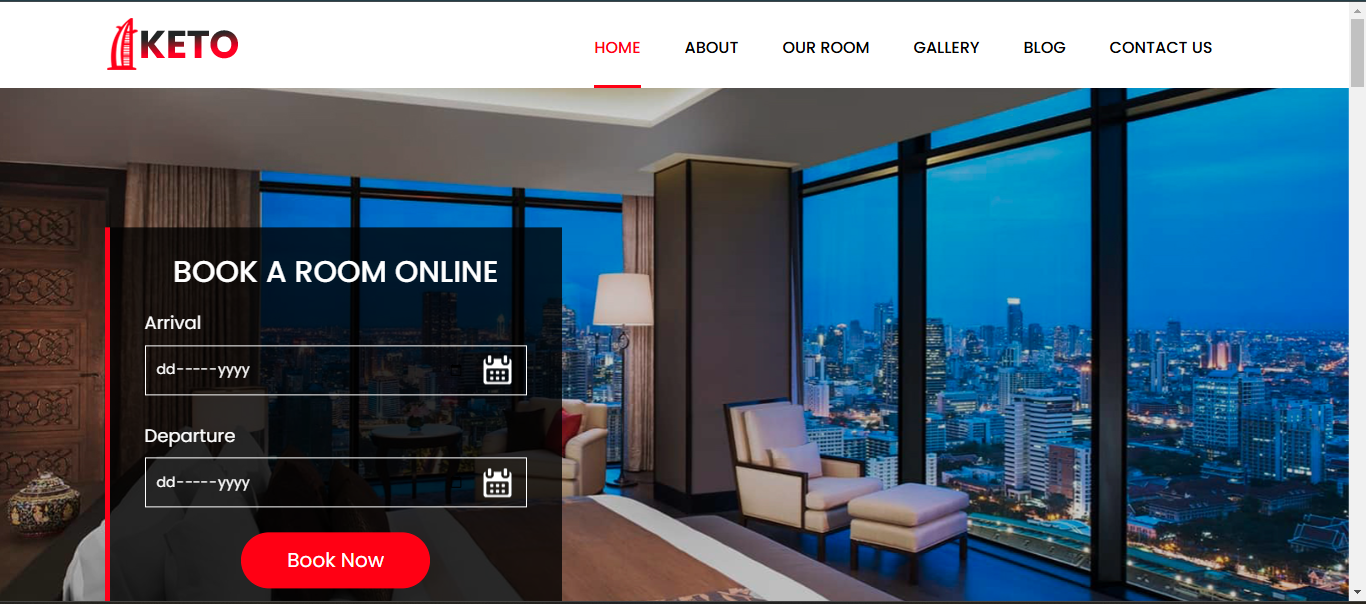 KETO
HOME ABOUT OUR ROOM GALLERY BLOG CONTACT US
BOOK A ROOM ONLINE
Arrival
dd-----yyyy
Departure
dd-----yyyy
Book Now